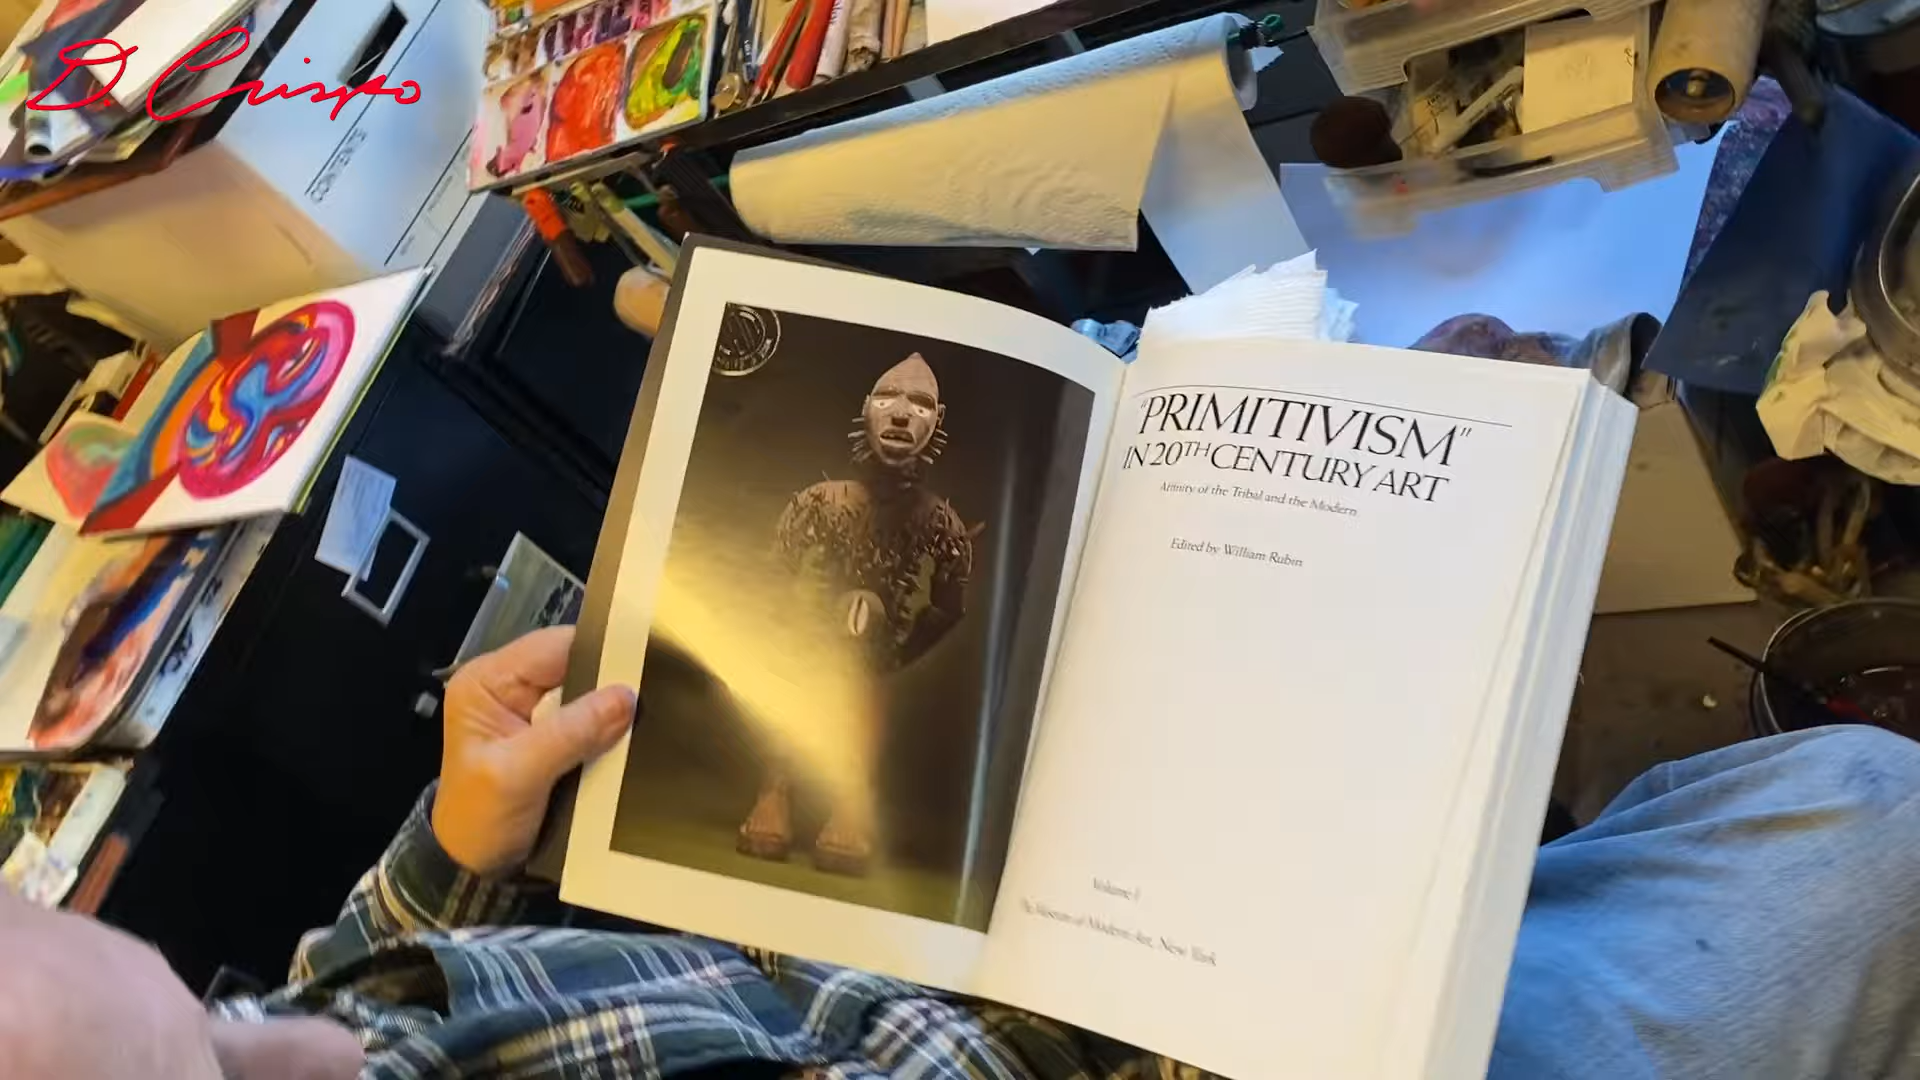 D. Crispo
CONTENTS
"PRIMITIVISM"
IN 20TH CENTURY ART
Affinity of the Tribal and the Modern
Edited by William Rubin
Volume I
The Museum of Modern Art, New York